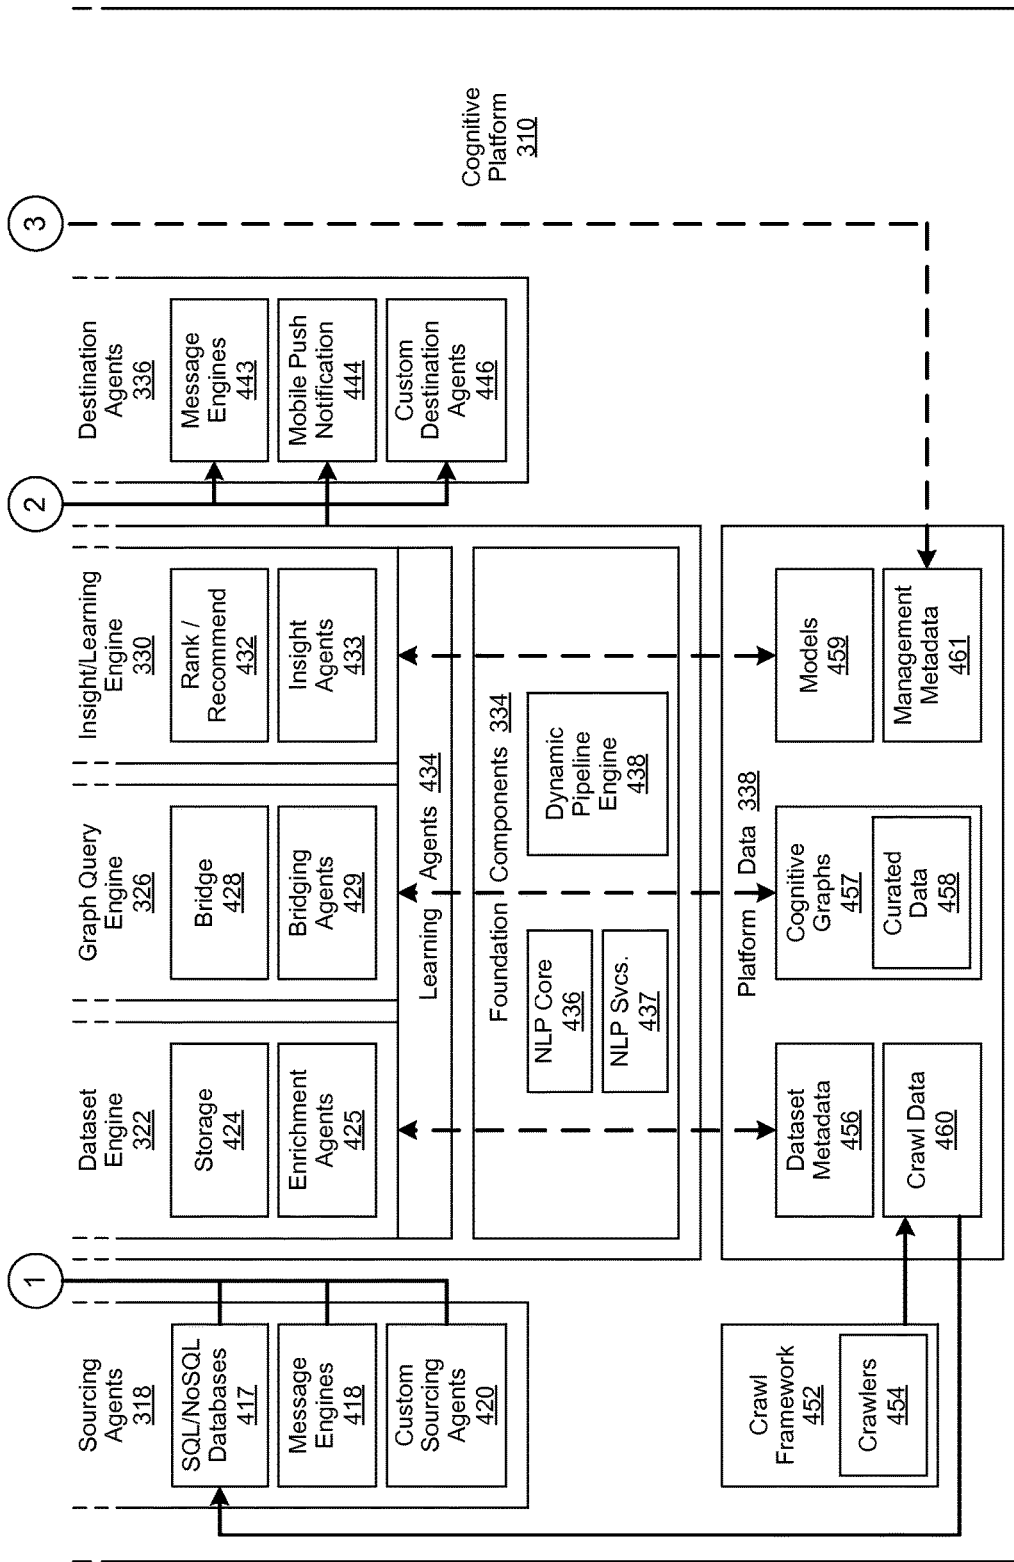 1
2
3
Sourcing
Agents
318
SQL/NoSQL
Databases
417
Message
Engines
418
Custom
Sourcing
Agents
420
Dataset
Engine
322
Storage
424
Enrichment
Agents
425
Graph Query
Engine
326
Bridge
428
Bridging
Agents
429
Insight/Learning
Engine
330
Rank /
Recommend
432
Insight
Agents
433
Learning Agents 434
Foundation Components 334
NLP Core
436
NLP Svcs.
437
Dynamic
Pipeline
Engine
438
Destination
Agents
336
Message
Engines
443
Mobile Push
Notification
444
Custom
Destination
Agents
446
Cognitive
Platform
310
Crawl
Framework
452
Crawlers
454
Platform Data 338
Dataset
Metadata
456
Crawl Data
460
Cognitive
Graphs
457
Curated
Data
458
Models
459
Management
Metadata
461